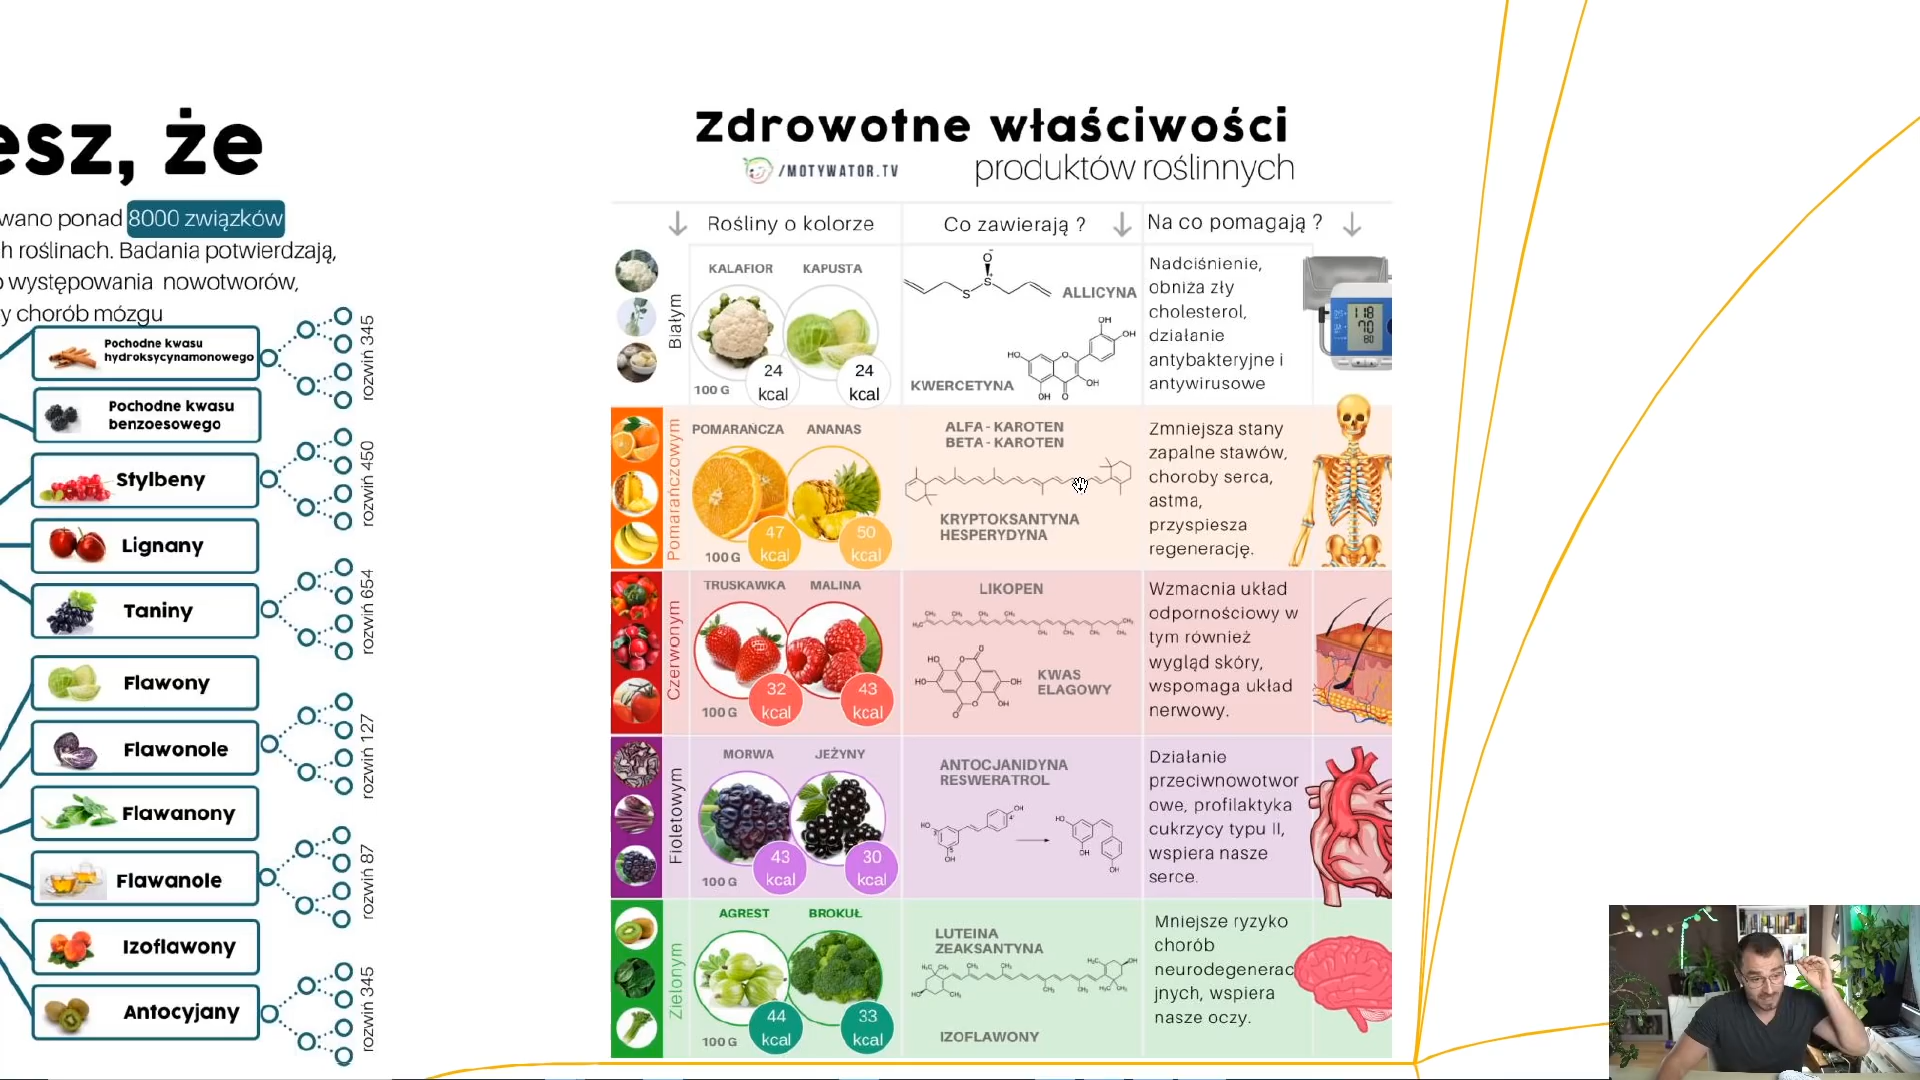 esz, że
wano ponad 8000 związków
h roślinach. Badania potwierdzają,
o występowania nowotworów,
y chorób mózgu
Pochodne kwasu
hydroksycynamonowego
rozwiń 345
Pochodne kwasu
benzoesowego
Stylbeny
rozwiń 450
Lignany
Taniny
rozwiń 654
Flawony
Flawonole
rozwiń 127
Flawanony
Flawanole
rozwiń 87
Izoflawony
Antocyjany
rozwiń 345
Zdrowotne właściwości
/MOTYWATOR.TV
produktów roślinnych
Rośliny o kolorze
Co zawierają ?
Na co pomagają ?
Białym
KALAFIOR KAPUSTA
100 G
24 kcal
24 kcal
ALLICYNA
KWERCETYNA
Nadciśnienie,
obniża zły
cholesterol,
działanie
antybakteryjne i
antywirusowe
118
70
80
Pomarańczowym
POMARAŃCZA ANANAS
100 G
47 kcal
50 kcal
ALFA - KAROTEN
BETA - KAROTEN
KRYPTOKSANTYNA
HESPERYDYNA
Zmniejsza stany
zapalne stawów,
choroby serca,
astma,
przyspiesza
regenerację.
Czerwonym
TRUSKAWKA MALINA
100 G
32 kcal
43 kcal
LIKOPEN
KWAS
ELAGOWY
Wzmacnia układ
odpornościowy w
tym również
wygląd skóry,
wspomaga układ
nerwowy.
Fioletowym
MORWA JEŻYNY
100 G
43 kcal
30 kcal
ANTOCJANIDYNA
RESWERATROL
Działanie
przeciwnowotwor
owe, profilaktyka
cukrzycy typu II,
wspiera nasze
serce.
Zielonym
AGREST BROKUŁ
100 G
44 kcal
33 kcal
LUTEINA
ZEAKSANTYNA
IZOFLAWONY
Mniejsze ryzyko
chorób
neurodegenerac
jnych, wspiera
nasze oczy.